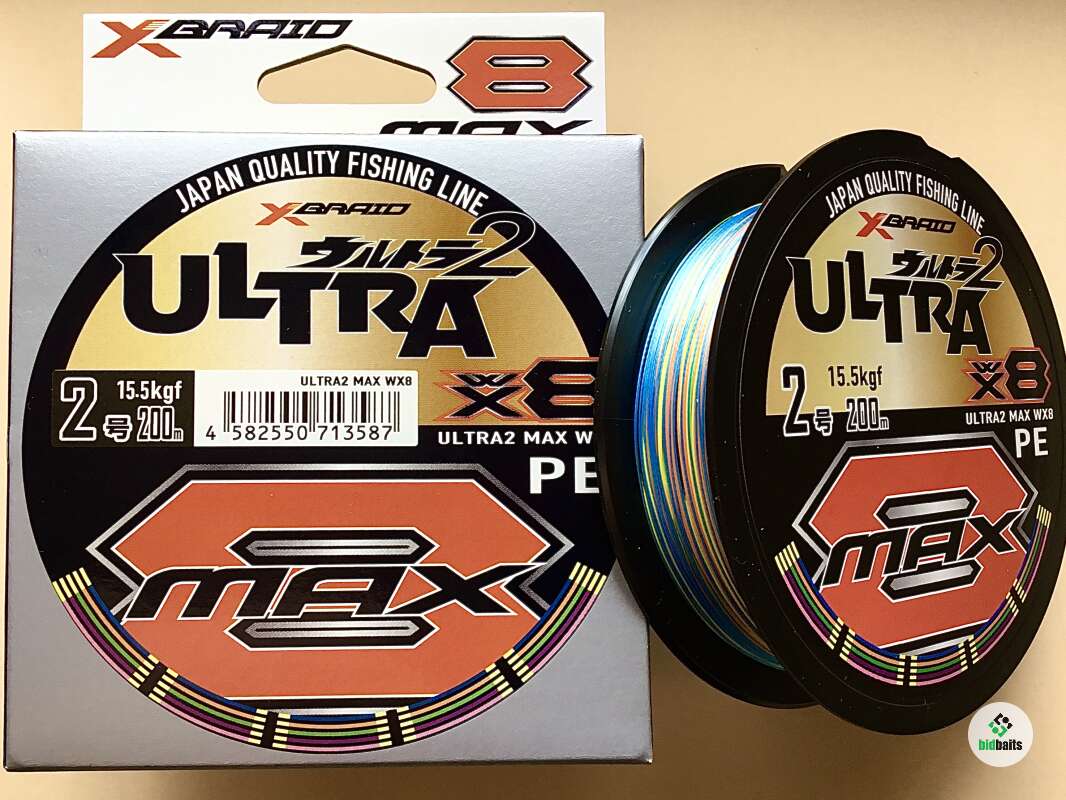 X BRAID
8
MAX
JAPAN QUALITY FISHING LINE
X BRAID
ウルトラ2
ULTRA
WX8
2号 15.5kgf 200m
ULTRA2 MAX WX8
4 582550 713587
ULTRA2 MAX W
PE
8
MAX
JAPAN QUALITY FISHING LINE
X BRAID
ウルトラ2
ULTRA
WX8
2号 15.5kgf 200m
ULTRA2 MAX WX8
PE
8
MAX
bidbaits